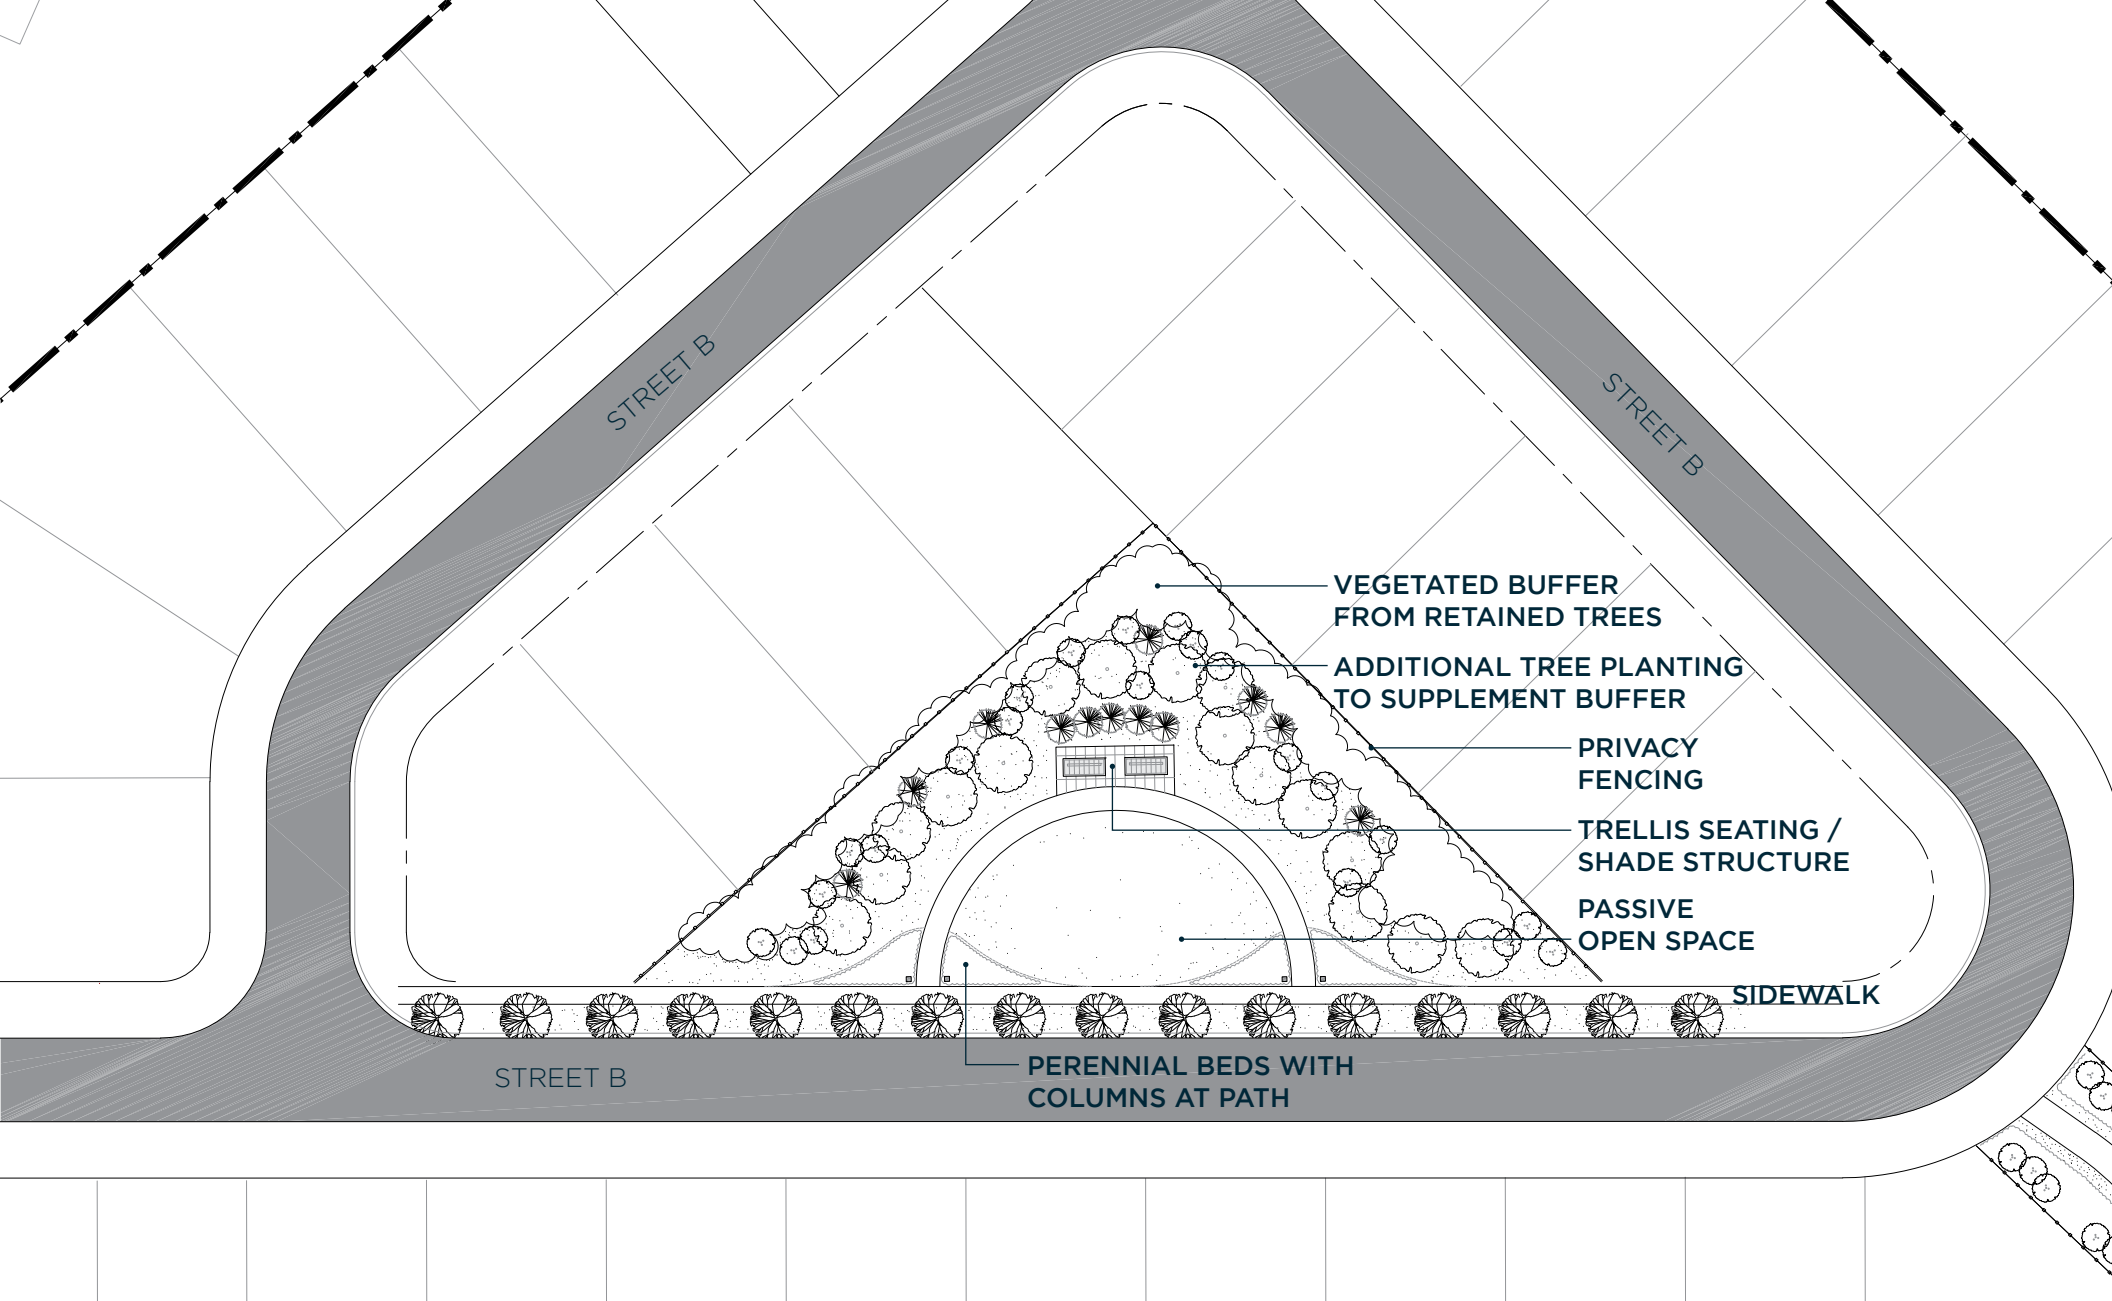 STREET B
STREET B
VEGETATED BUFFER
FROM RETAINED TREES
ADDITIONAL TREE PLANTING
TO SUPPLEMENT BUFFER
PRIVACY
FENCING
TRELLIS SEATING /
SHADE STRUCTURE
PASSIVE
OPEN SPACE
SIDEWALK
PERENNIAL BEDS WITH
COLUMNS AT PATH
STREET B